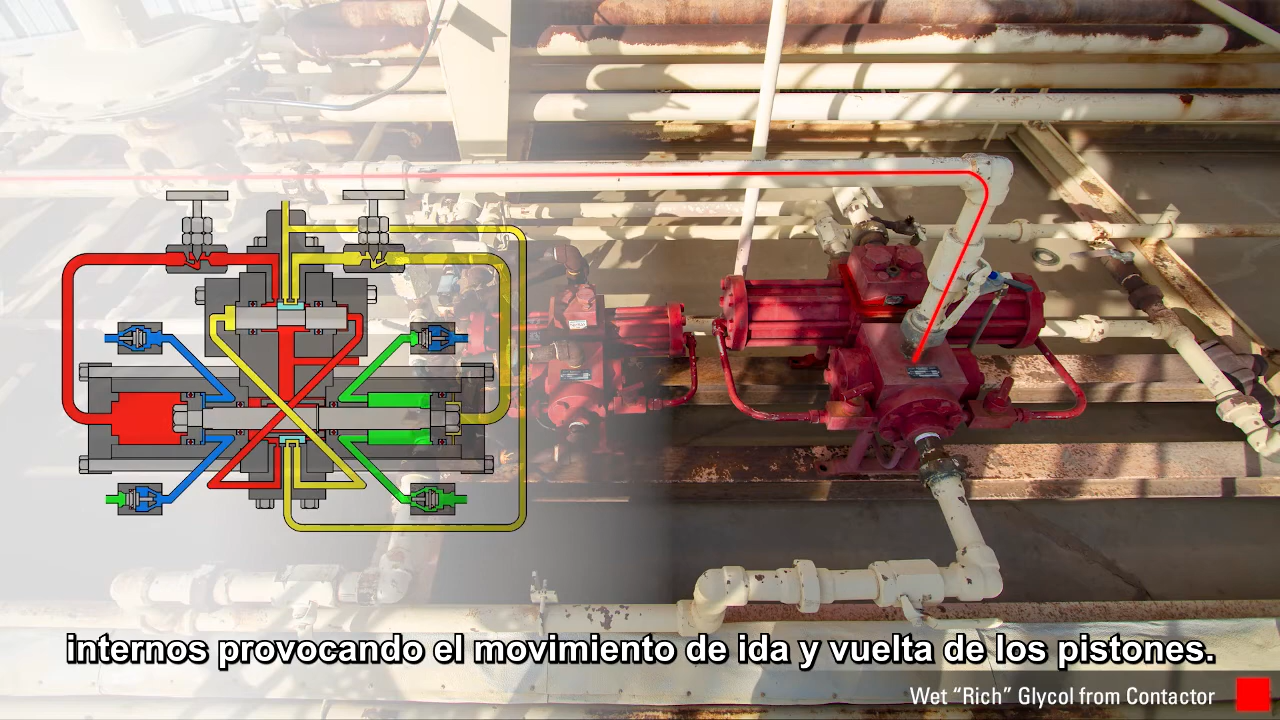 internos provocando el movimiento de ida y vuelta de los pistones.
Wet “Rich” Glycol from Contactor